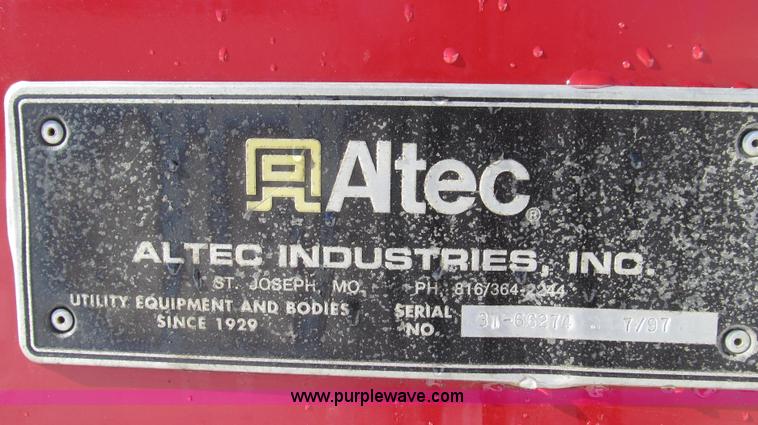 Altec®
ALTEC INDUSTRIES, INC.
ST. JOSEPH, MO. PH. 816/364-2244
UTILITY EQUIPMENT AND BODIES SERIAL
SINCE 1929 NO. 7/97
www.purplewave.com